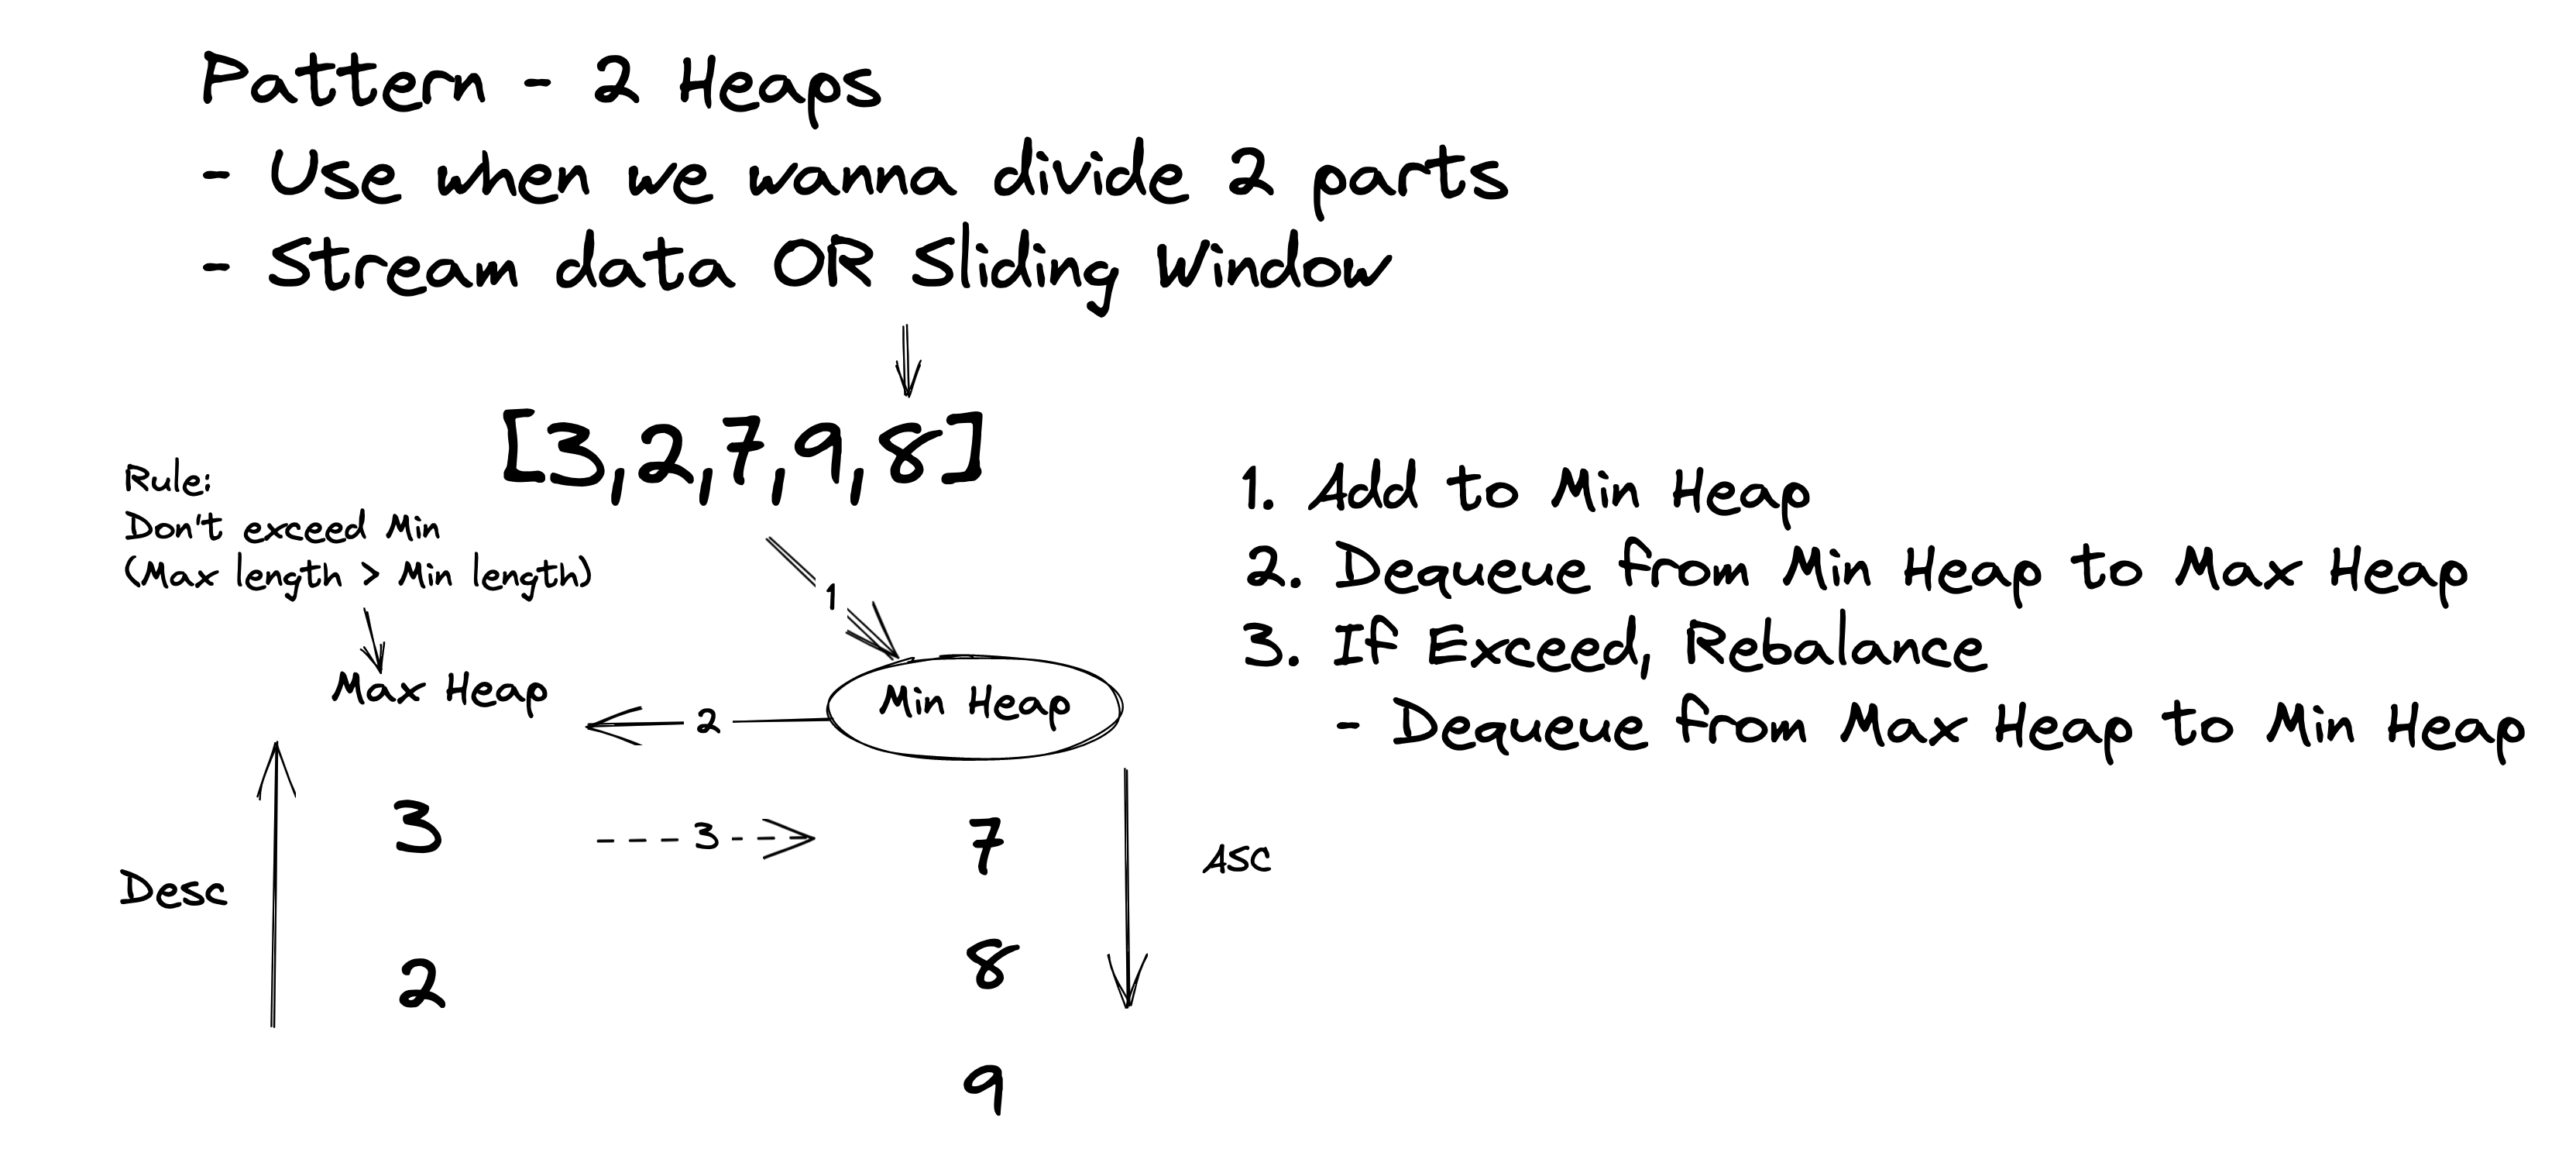 Pattern - 2 Heaps
- Use when we wanna divide 2 parts
- Stream data OR Sliding Window
[3,2,7,9,8]
Rule:
Don't exceed Min
(Max length > Min length)
1. Add to Min Heap
2. Dequeue from Min Heap to Max Heap
3. If Exceed, Rebalance
- Dequeue from Max Heap to Min Heap
1
Max Heap
2
Min Heap
3
3
7
Desc
ASC
2
8
9